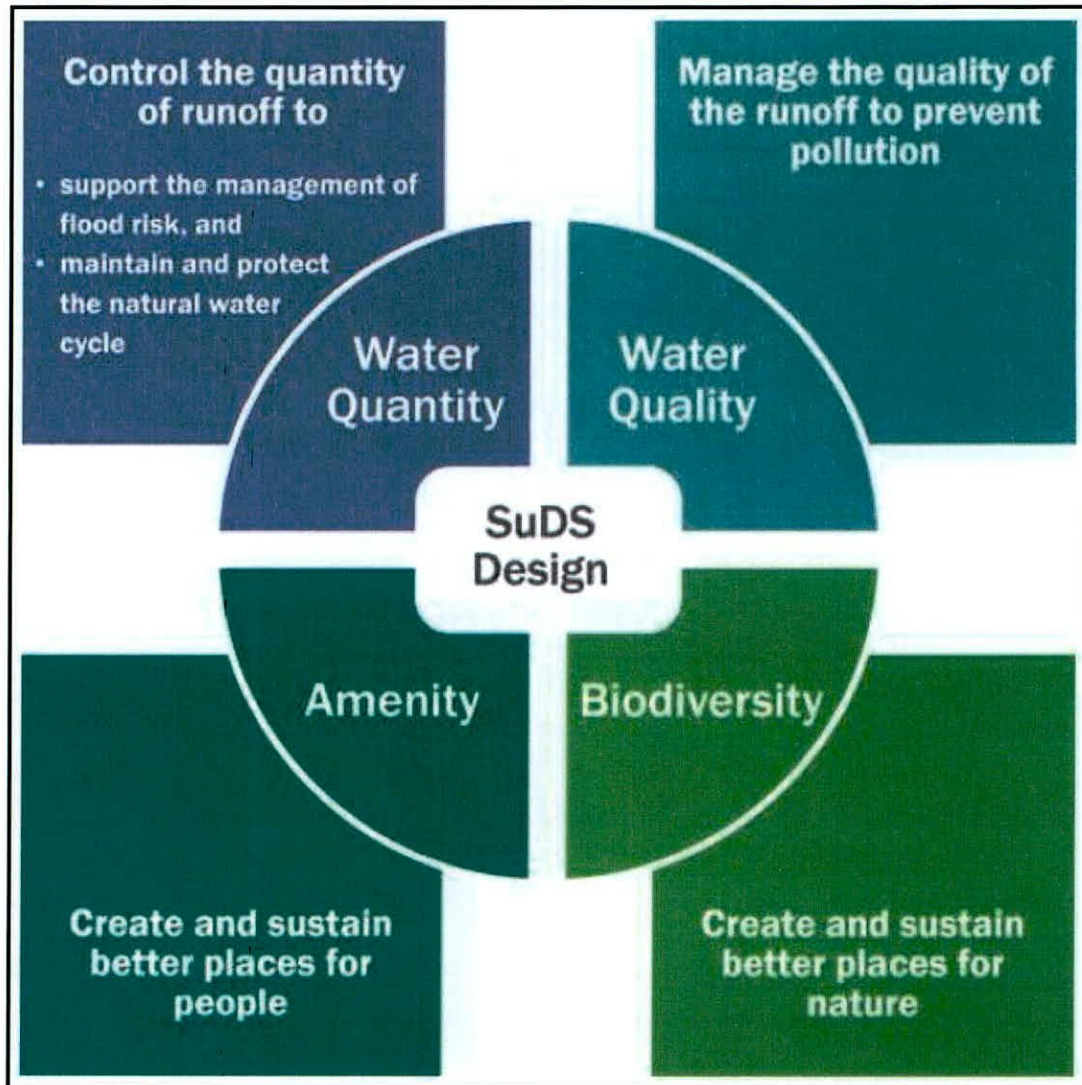 Control the quantity
of runoff to
• support the management of
flood risk, and
• maintain and protect
the natural water
cycle
Manage the quality of
the runoff to prevent
pollution
Water
Quantity
Water
Quality
SuDS
Design
Amenity
Biodiversity
Create and sustain
better places for
people
Create and sustain
better places for
nature